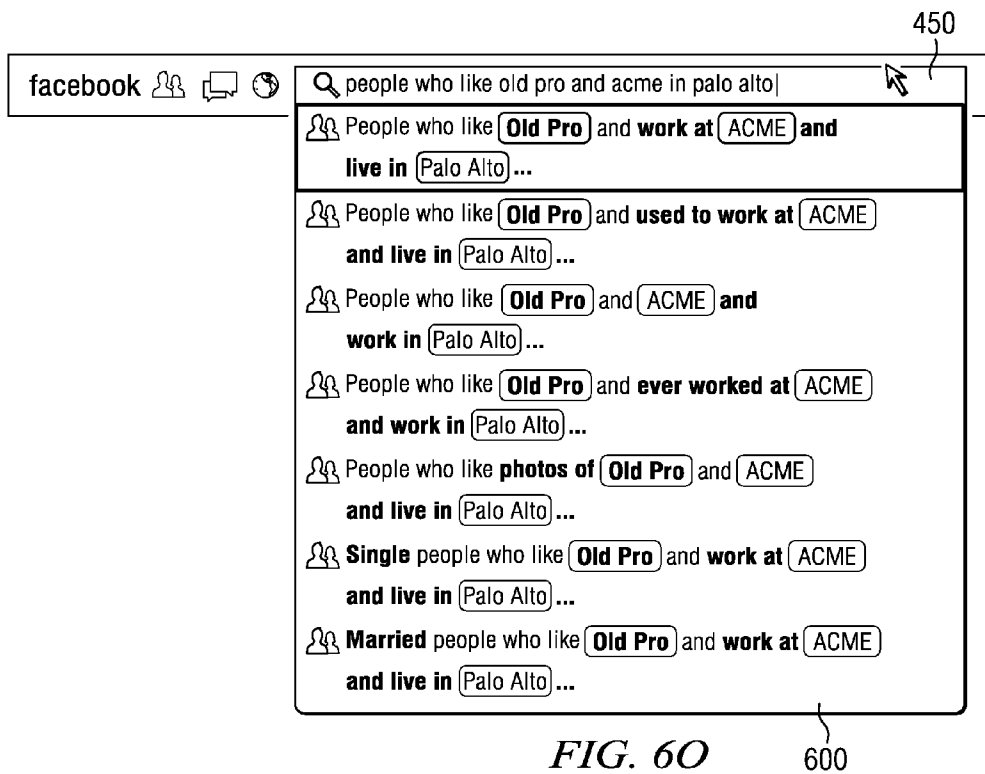 450
facebook
people who like old pro and acme in palo alto
People who like Old Pro and work at ACME and
live in Palo Alto ...
People who like Old Pro and used to work at ACME
and live in Palo Alto ...
People who like Old Pro and ACME and
work in Palo Alto ...
People who like Old Pro and ever worked at ACME
and work in Palo Alto ...
People who like photos of Old Pro and ACME
and live in Palo Alto ...
Single people who like Old Pro and work at ACME
and live in Palo Alto ...
Married people who like Old Pro and work at ACME
and live in Palo Alto ...
FIG. 6O
600